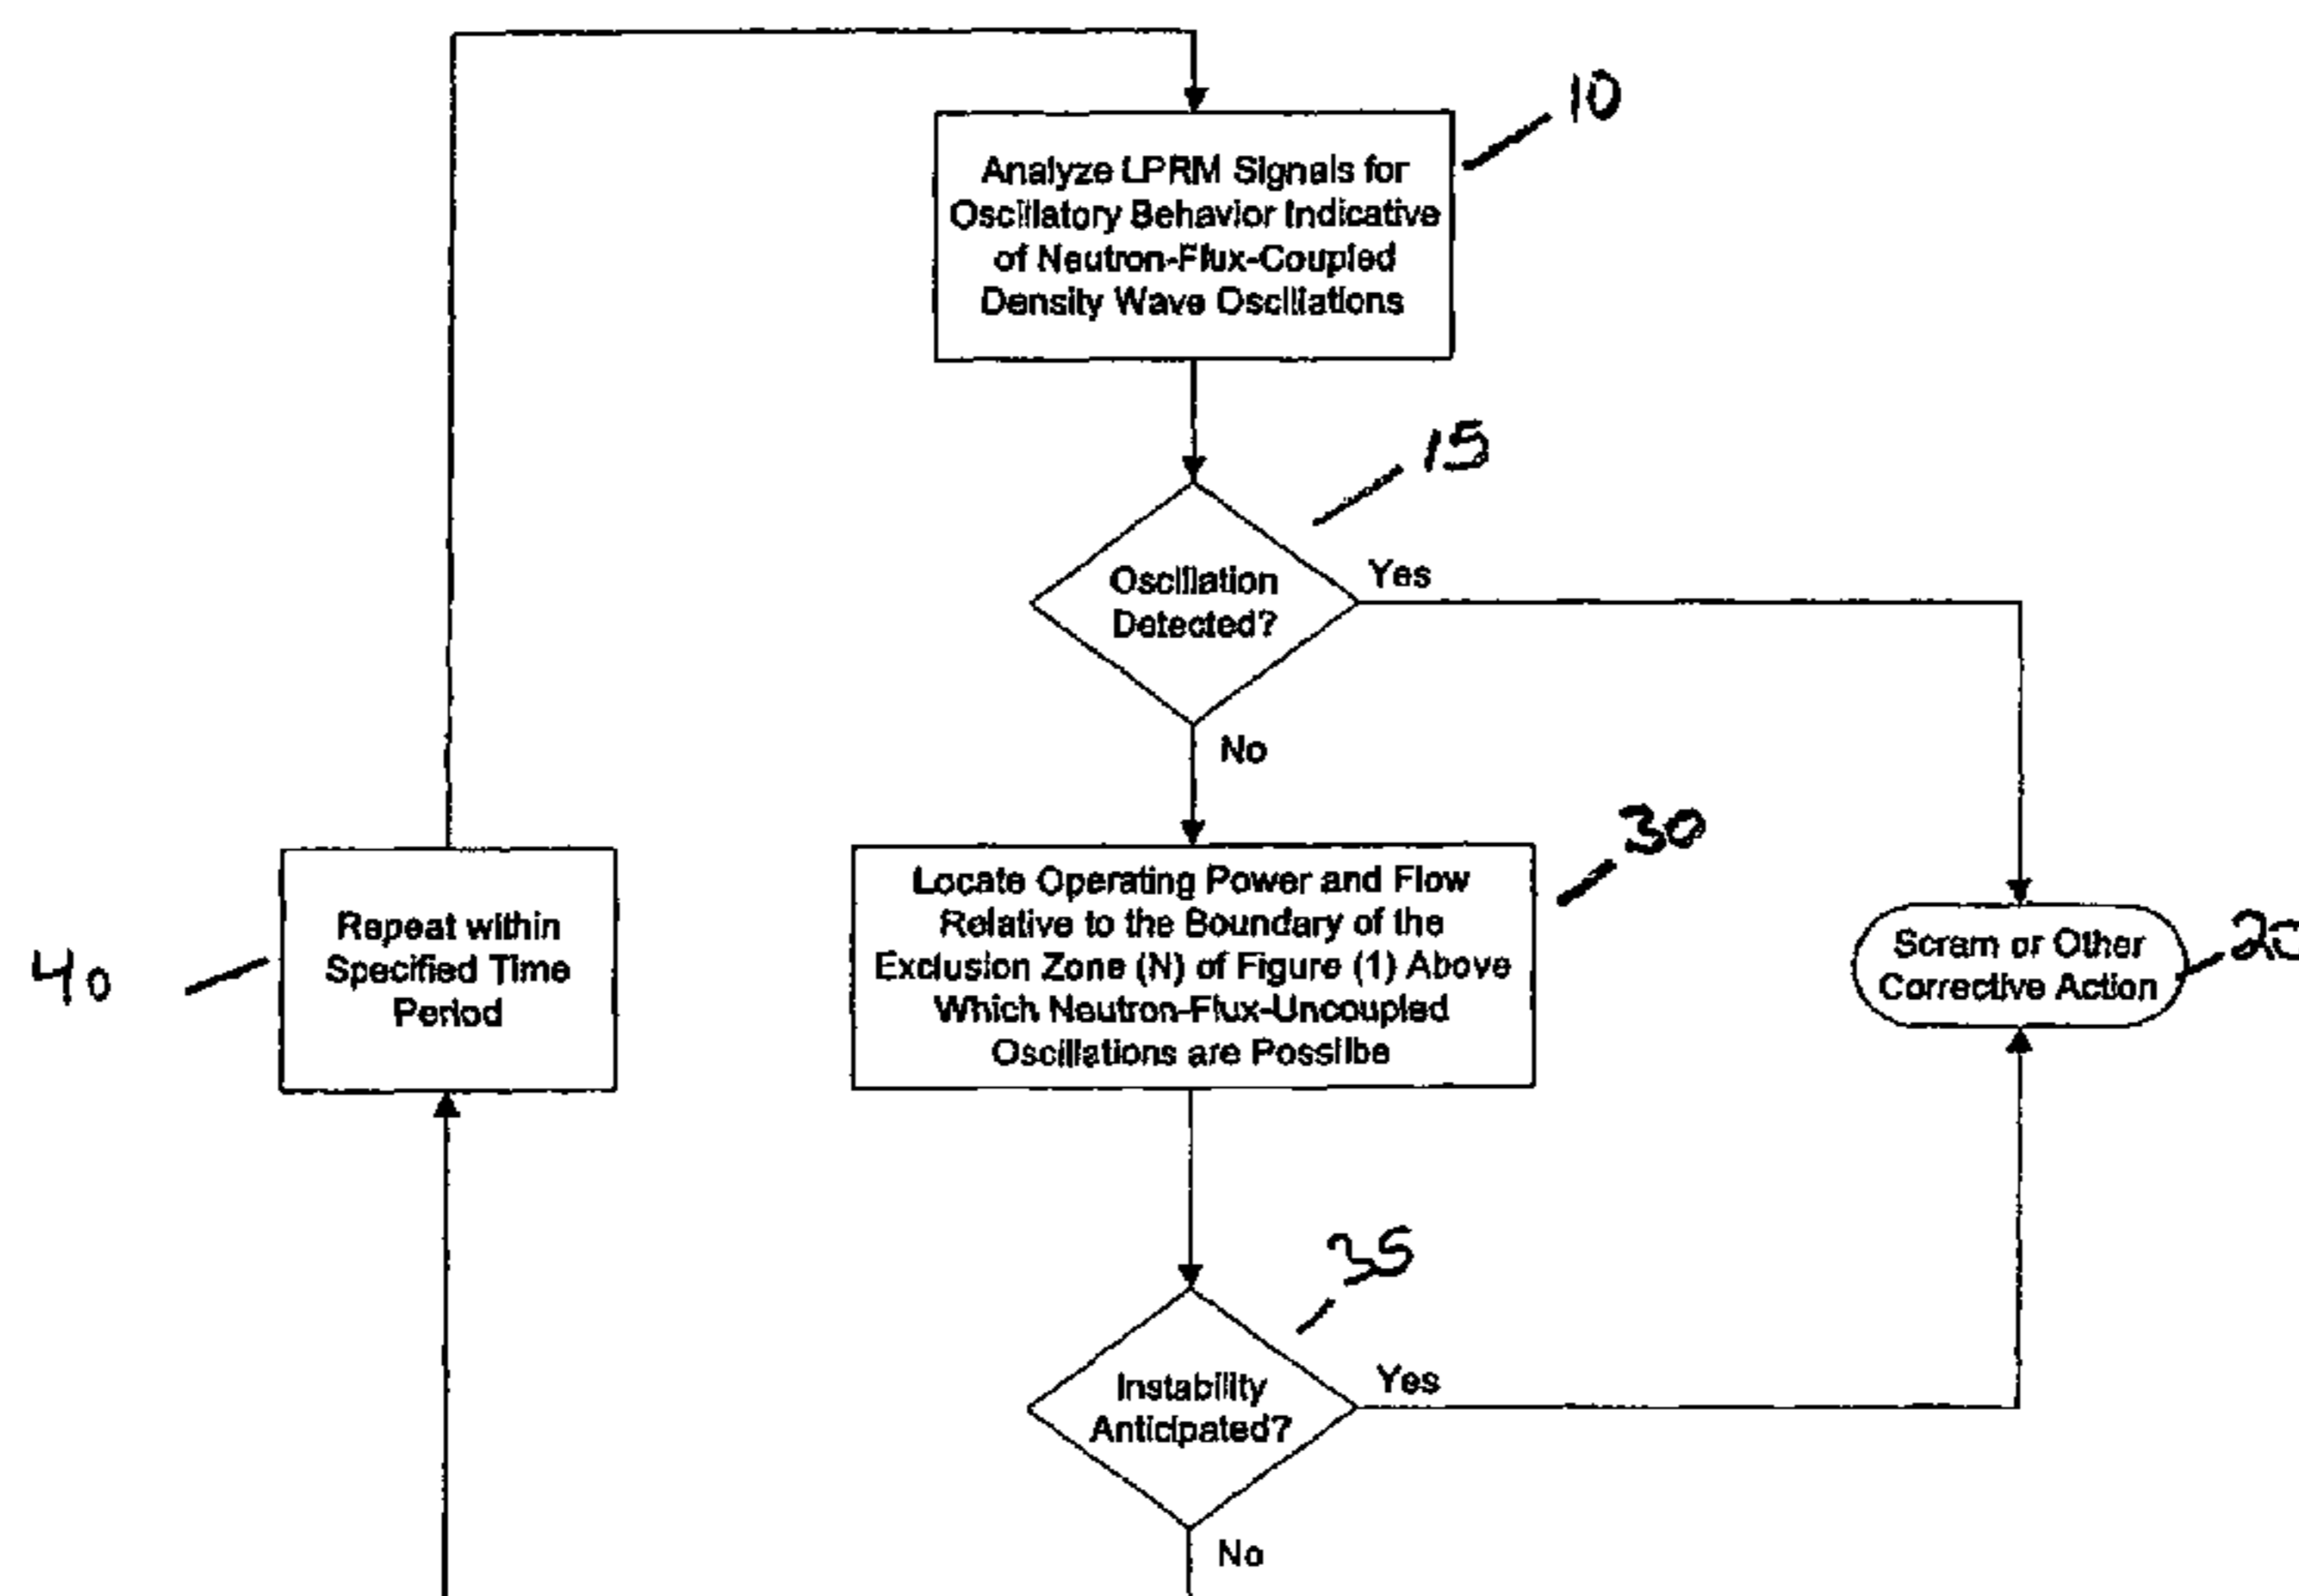 10
Analyze LPRM Signals for
Oscillatory Behavior Indicative
of Neutron-Flux-Coupled
Density Wave Oscillations
15
Oscillation
Detected?
Yes
No
30
Locate Operating Power and Flow
Relative to the Boundary of the
Exclusion Zone (N) of Figure (1) Above
Which Neutron-Flux-Uncoupled
Oscillations are Possilbe
40
Repeat within
Specified Time
Period
20
Scram or Other
Corrective Action
35
Instability
Anticipated?
Yes
No